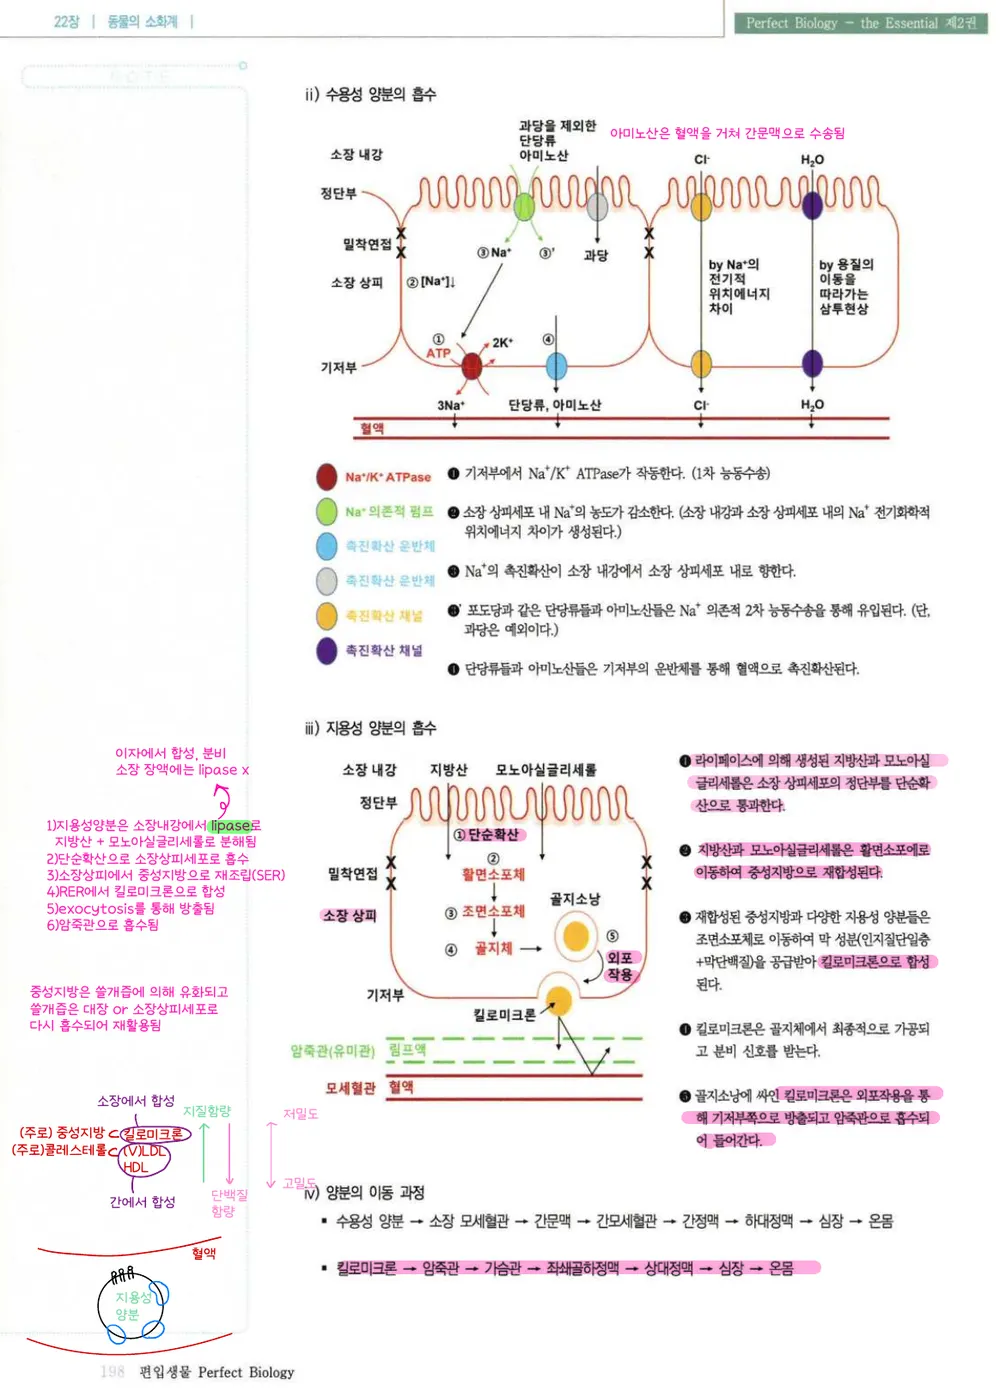 22장 | 동물의 소화계 |
Perfect Biology - the Essential 제2권
NOTE
ii) 수용성 양분의 흡수
아미노산은 혈액을 거쳐 간문맥으로 수송됨
과당을 제외한
단당류
아미노산
소장 내강
Cl-
H₂O
정단부
밀착연접
③Na⁺
③'
과당
소장 상피
②[Na⁺]↓
by Na⁺의
전기적
위치에너지
차이
by 용질의
이동을
따라가는
삼투현상
①
ATP
2K⁺
④
기저부
3Na⁺
단당류, 아미노산
Cl-
H₂O
혈액
Na⁺/K⁺ ATPase
Na⁺ 의존적 펌프
촉진확산 운반체
촉진확산 운반체
촉진확산 채널
촉진확산 채널
❶ 기저부에서 Na⁺/K⁺ ATPase가 작동한다. (1차 능동수송)
❷ 소장 상피세포 내 Na⁺의 농도가 감소한다. (소장 내강과 소장 상피세포 내의 Na⁺ 전기화학적
위치에너지 차이가 생성된다.)
❸ Na⁺의 촉진확산이 소장 내강에서 소장 상피세포 내로 향한다.
❸' 포도당과 같은 단당류들과 아미노산들은 Na⁺ 의존적 2차 능동수송을 통해 유입된다. (단,
과당은 예외이다.)
❹ 단당류들과 아미노산들은 기저부의 운반체를 통해 혈액으로 촉진확산된다.
iii) 지용성 양분의 흡수
이자에서 합성, 분비
소장 장액에는 lipase x
1)지용성양분은 소장내강에서 lipase로
지방산 + 모노아실글리세롤로 분해됨
2)단순확산으로 소장상피세포로 흡수
3)소장상피에서 중성지방으로 재조립(SER)
4)RER에서 킬로미크론으로 합성
5)exocytosis를 통해 방출됨
6)암죽관으로 흡수됨
중성지방은 쓸개즙에 의해 유화되고
쓸개즙은 대장 or 소장상피세포로
다시 흡수되어 재활용됨
소장 내강
지방산
모노아실글리세롤
정단부
①단순확산
②
활면소포체
밀착연접
소장 상피
③ 조면소포체
골지소낭
④ 골지체
⑤
외포
작용
기저부
킬로미크론
암죽관(유미관)
림프액
모세혈관
혈액
❶ 라이페이스에 의해 생성된 지방산과 모노아실
글리세롤은 소장 상피세포의 정단부를 단순확
산으로 통과한다.
❷ 지방산과 모노아실글리세롤은 활면소포에로
이동하여 중성지방으로 재합성된다.
❸ 재합성된 중성지방과 다양한 지용성 양분들은
조면소포체로 이동하여 막 성분(인지질단일층
+막단백질)을 공급받아 킬로미크론으로 합성
된다.
❹ 킬로미크론은 골지체에서 최종적으로 가공되
고 분비 신호를 받는다.
❺ 골지소낭에 싸인 킬로미크론은 외포작용을 통
해 기저부쪽으로 방출되고 암죽관으로 흡수되
어 들어간다.
소장에서 합성
지질함량
저밀도
(주로) 중성지방
킬로미크론
(주로)콜레스테롤
(V)LDL
HDL
간에서 합성
단백질
함량
고밀도
iv) 양분의 이동 과정
▪ 수용성 양분 → 소장 모세혈관 → 간문맥 → 간모세혈관 → 간정맥 → 하대정맥 → 심장 → 온몸
▪ 킬로미크론 → 암죽관 → 가슴관 → 좌쇄골하정맥 → 상대정맥 → 심장 → 온몸
혈액
지용성
양분
198 편입생물 Perfect Biology